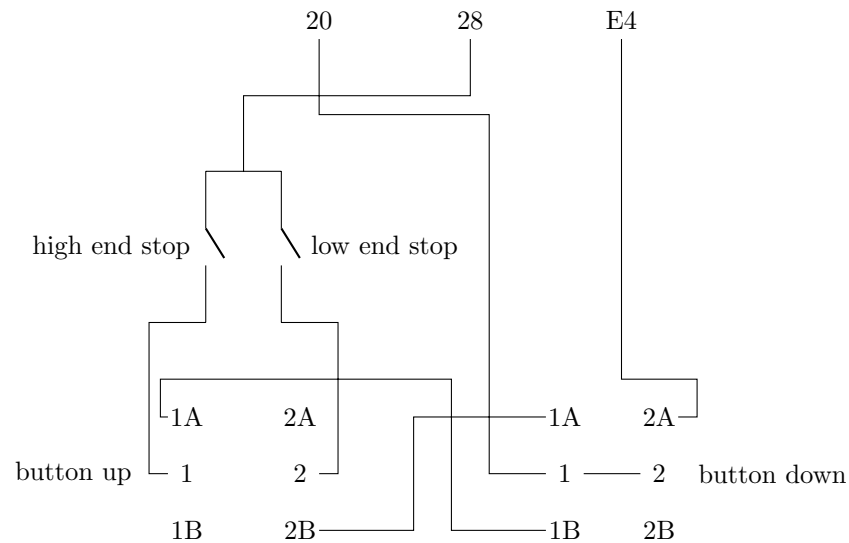 20 28 E4
high end stop low end stop
1A 2A 1A 2A
button up 1 2 1 2 button down
1B 2B 1B 2B